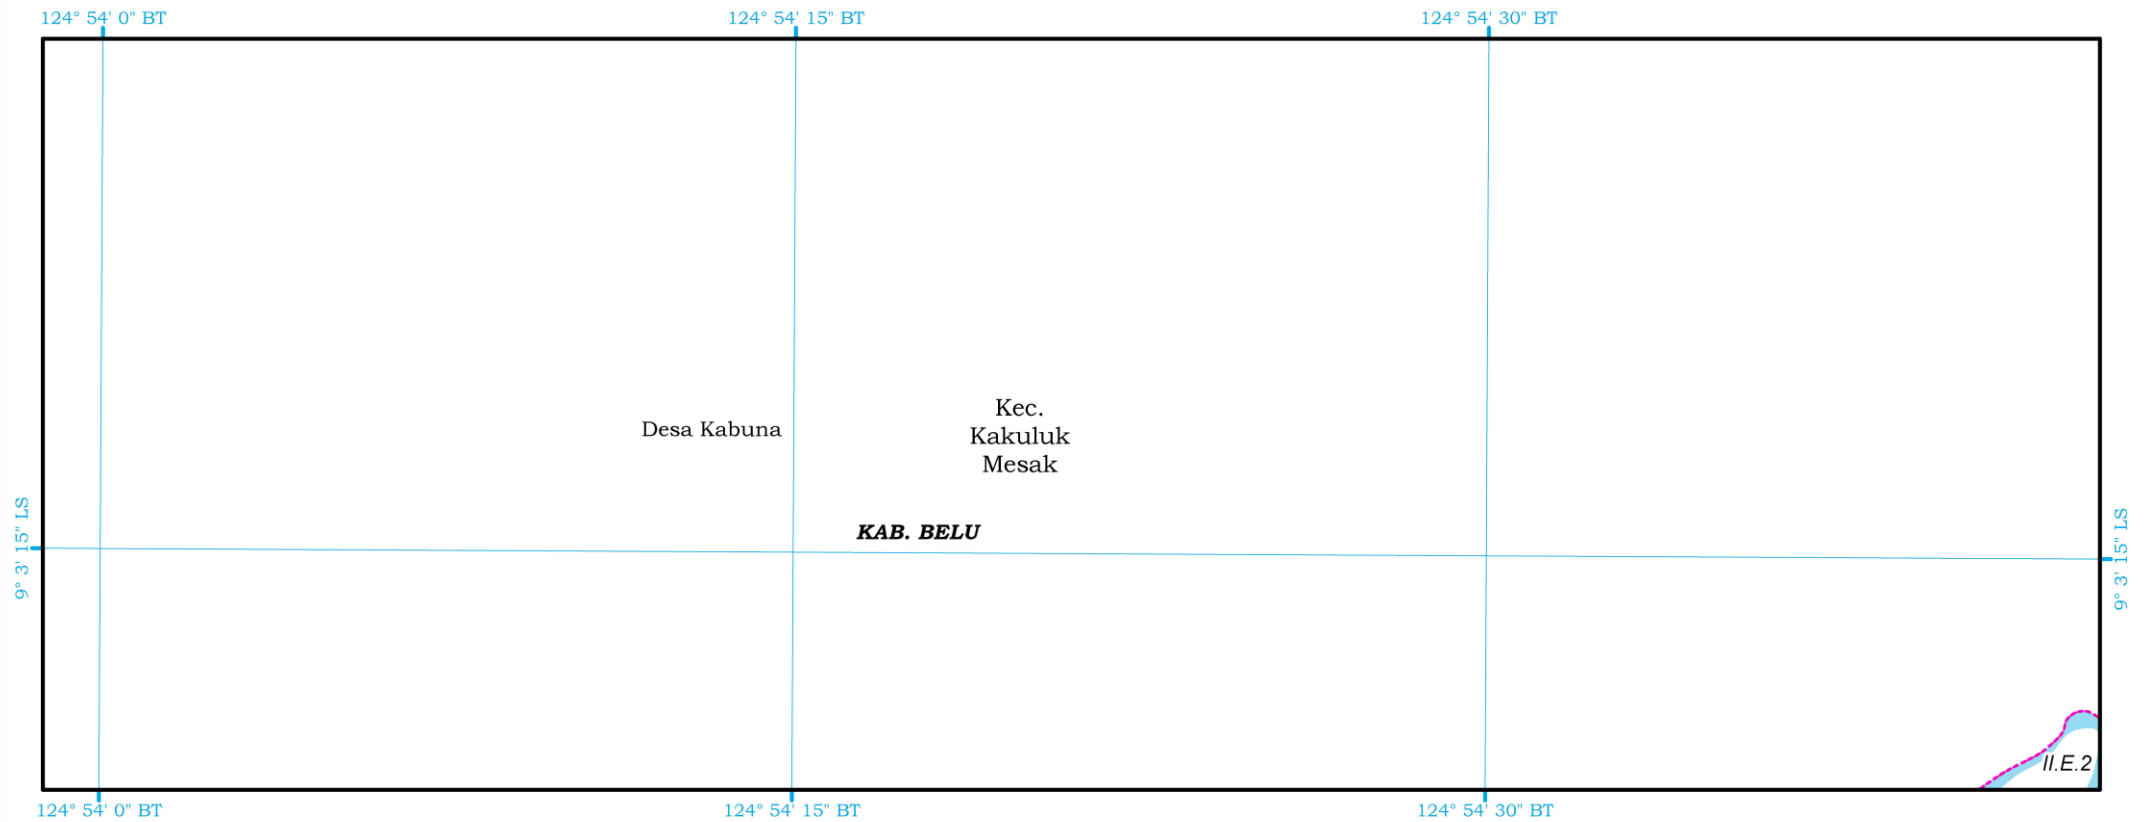 124° 54' 0" BT
124° 54' 15" BT
124° 54' 30" BT
Kec.
Kakuluk
Mesak
Desa Kabuna
KAB. BELU
9° 3' 15" LS
9° 3' 15" LS
II.E.2
124° 54' 0" BT
124° 54' 15" BT
124° 54' 30" BT